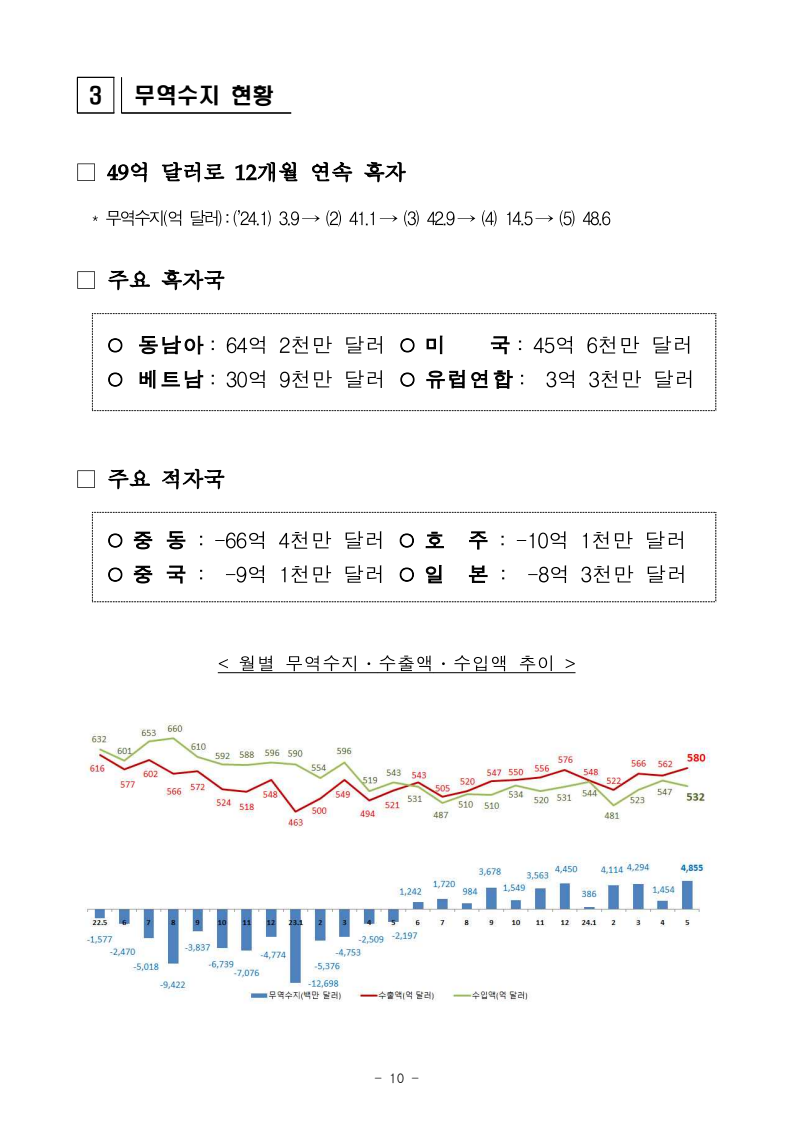 3 무역수지 현황
□ 49억 달러로 12개월 연속 흑자
* 무역수지(억 달러) : ('24.1) 3.9 → (2) 41.1 → (3) 42.9 → (4) 14.5 → (5) 48.6
□ 주요 흑자국
○ 동남아 : 64억 2천만 달러 ○ 미 국 : 45억 6천만 달러
○ 베트남 : 30억 9천만 달러 ○ 유럽연합 : 3억 3천만 달러
□ 주요 적자국
○ 중 동 : -66억 4천만 달러 ○ 호 주 : -10억 1천만 달러
○ 중 국 : -9억 1천만 달러 ○ 일 본 : -8억 3천만 달러
< 월별 무역수지·수출액·수입액 추이 >
632 601 653 660 610 592 588 596 590 554 596 519 543 531 487 510 510 534 520 531 544 481 523 547 532
616 577 602 566 572 524 518 548 463 500 549 494 521 543 505 520 547 550 556 576 548 522 566 562 580
1,242 1,720 984 3,678 1,549 3,563 4,450 386 4,114 4,294 1,454 4,855
22.5 6 7 8 9 10 11 12 23.1 2 3 4 5 6 7 8 9 10 11 12 24.1 2 3 4 5
-1,577 -2,470 -5,018 -9,422 -3,837 -6,739 -7,076 -4,774 -12,698 -5,376 -4,753 -2,509 -2,197
무역수지(백만 달러) 수출액(억 달러) 수입액(억 달러)
- 10 -